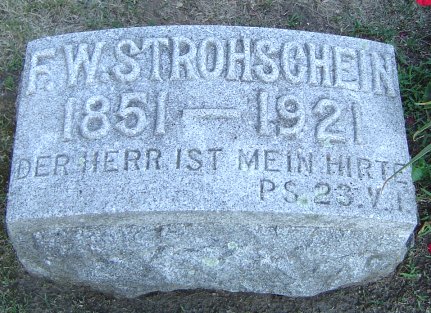 F.W. STROHSCHEIN
1851 — 1921
DER HERR IST MEIN HIRTE
PS. 23. V. 1